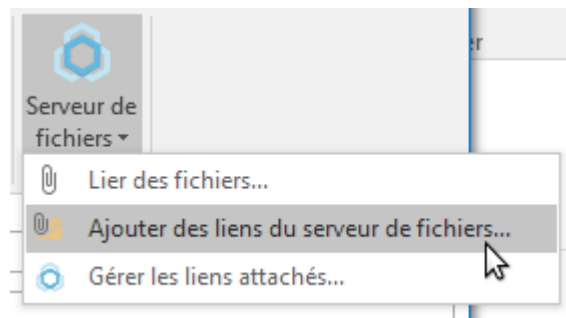 Serveur de
fichiers
Lier des fichiers...
Ajouter des liens du serveur de fichiers...
Gérer les liens attachés...